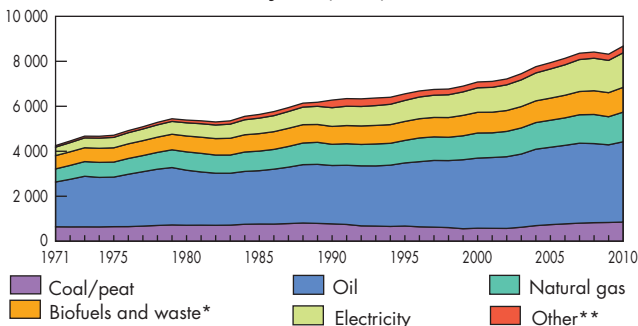 10 000
8 000
6 000
4 000
2 000
0
1971 1975 1980 1985 1990 1995 2000 2005 2010
Coal/peat Oil Natural gas
Biofuels and waste* Electricity Other**